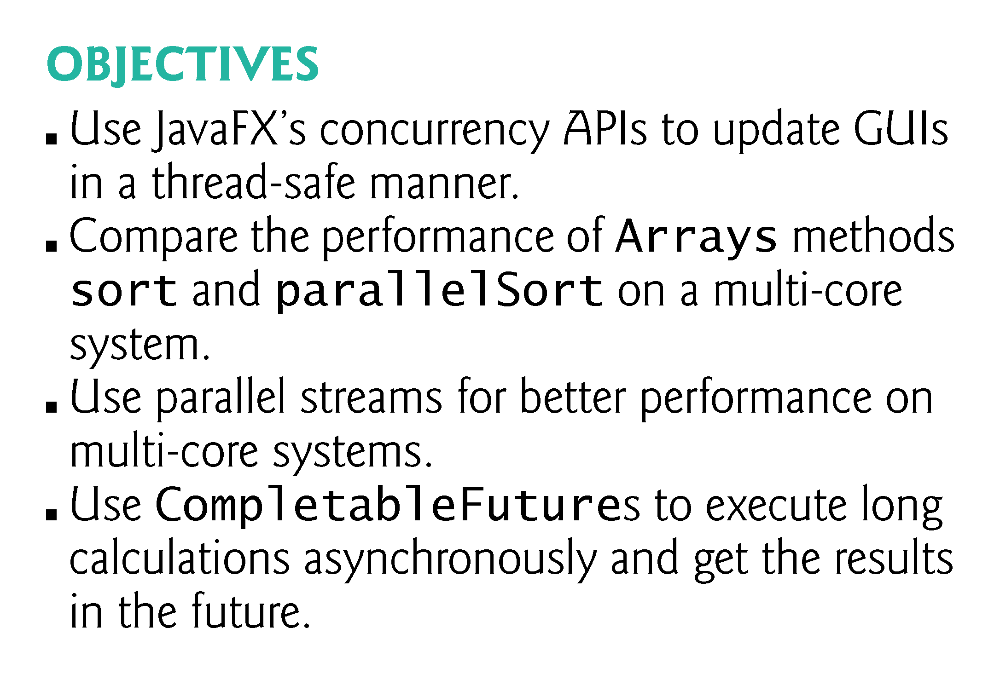 OBJECTIVES
▪ Use JavaFX’s concurrency APIs to update GUIs
in a thread-safe manner.
▪ Compare the performance of Arrays methods
sort and parallelSort on a multi-core
system.
▪ Use parallel streams for better performance on
multi-core systems.
▪ Use CompletableFutures to execute long
calculations asynchronously and get the results
in the future.